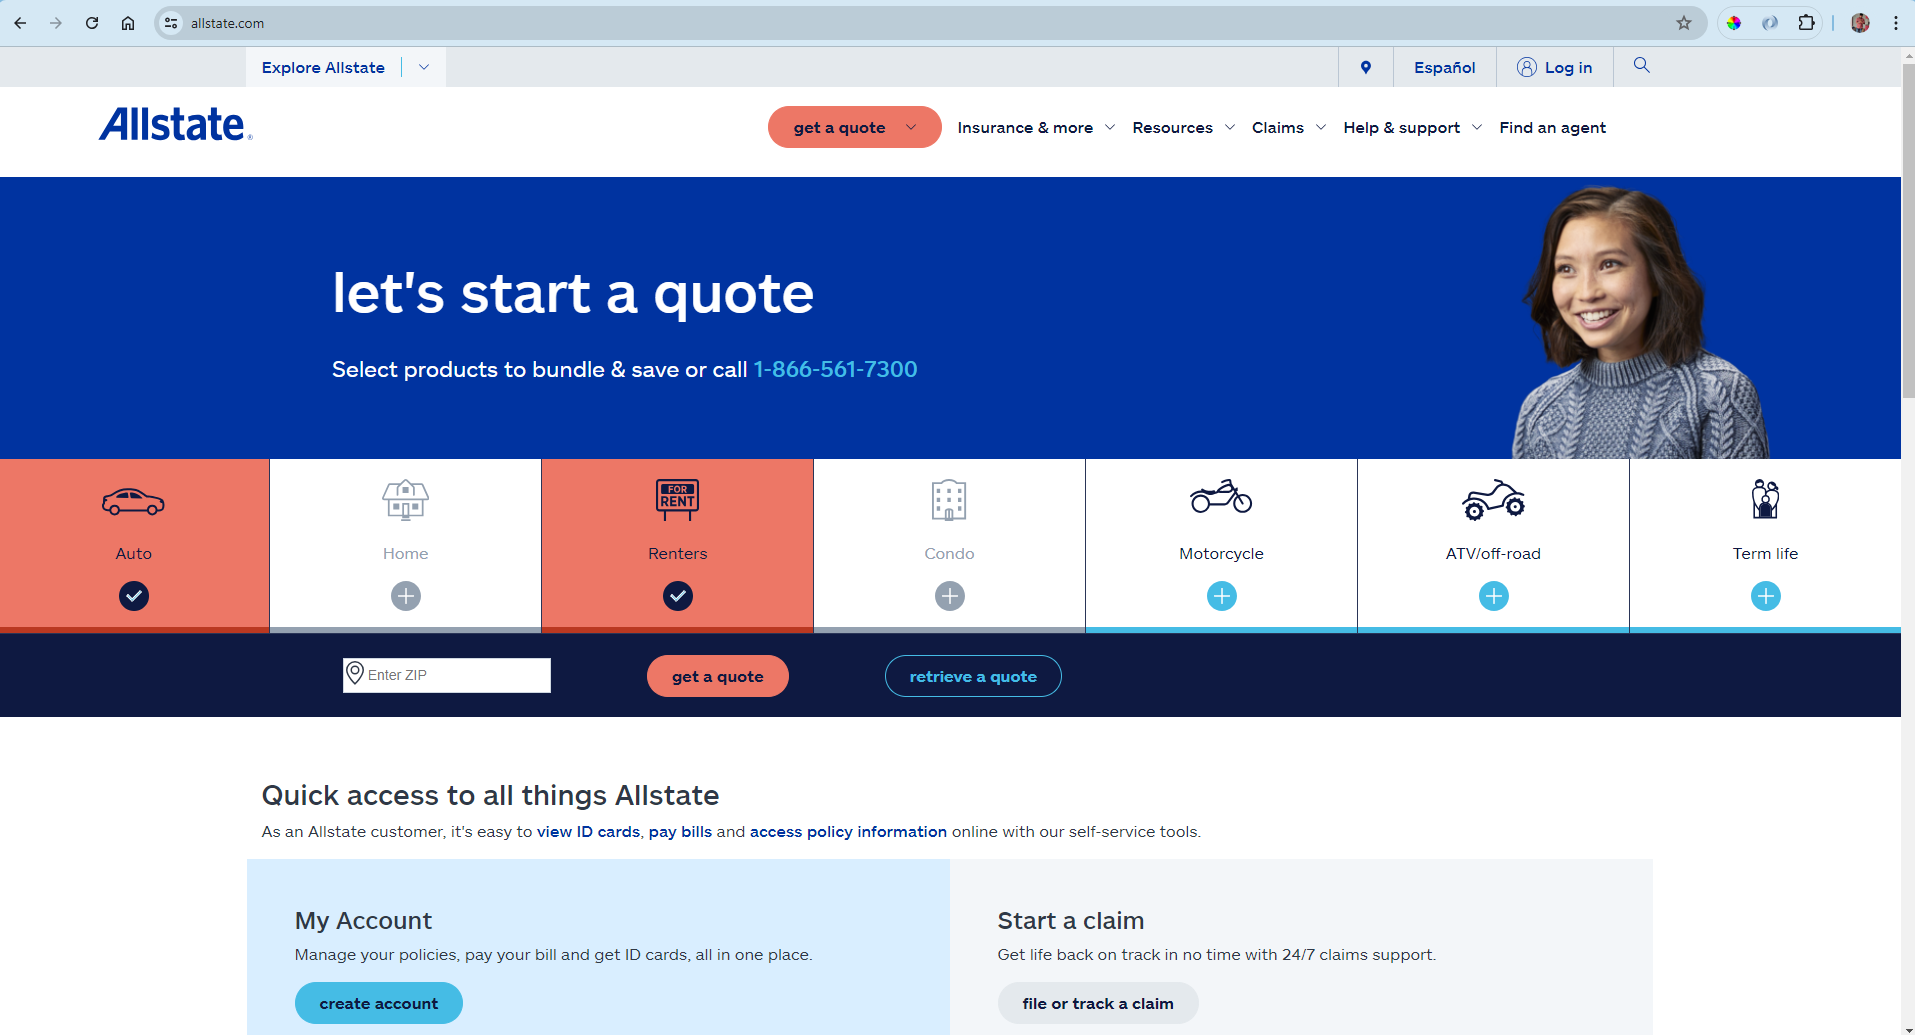 allstate.com
Explore Allstate
Español
Log in
Allstate®
get a quote
Insurance & more
Resources
Claims
Help & support
Find an agent
let's start a quote
Select products to bundle & save or call 1-866-561-7300
FOR
RENT
Auto
Home
Renters
Condo
Motorcycle
ATV/off-road
Term life
Enter ZIP
get a quote
retrieve a quote
Quick access to all things Allstate
As an Allstate customer, it's easy to view ID cards, pay bills and access policy information online with our self-service tools.
My Account
Manage your policies, pay your bill and get ID cards, all in one place.
create account
Start a claim
Get life back on track in no time with 24/7 claims support.
file or track a claim